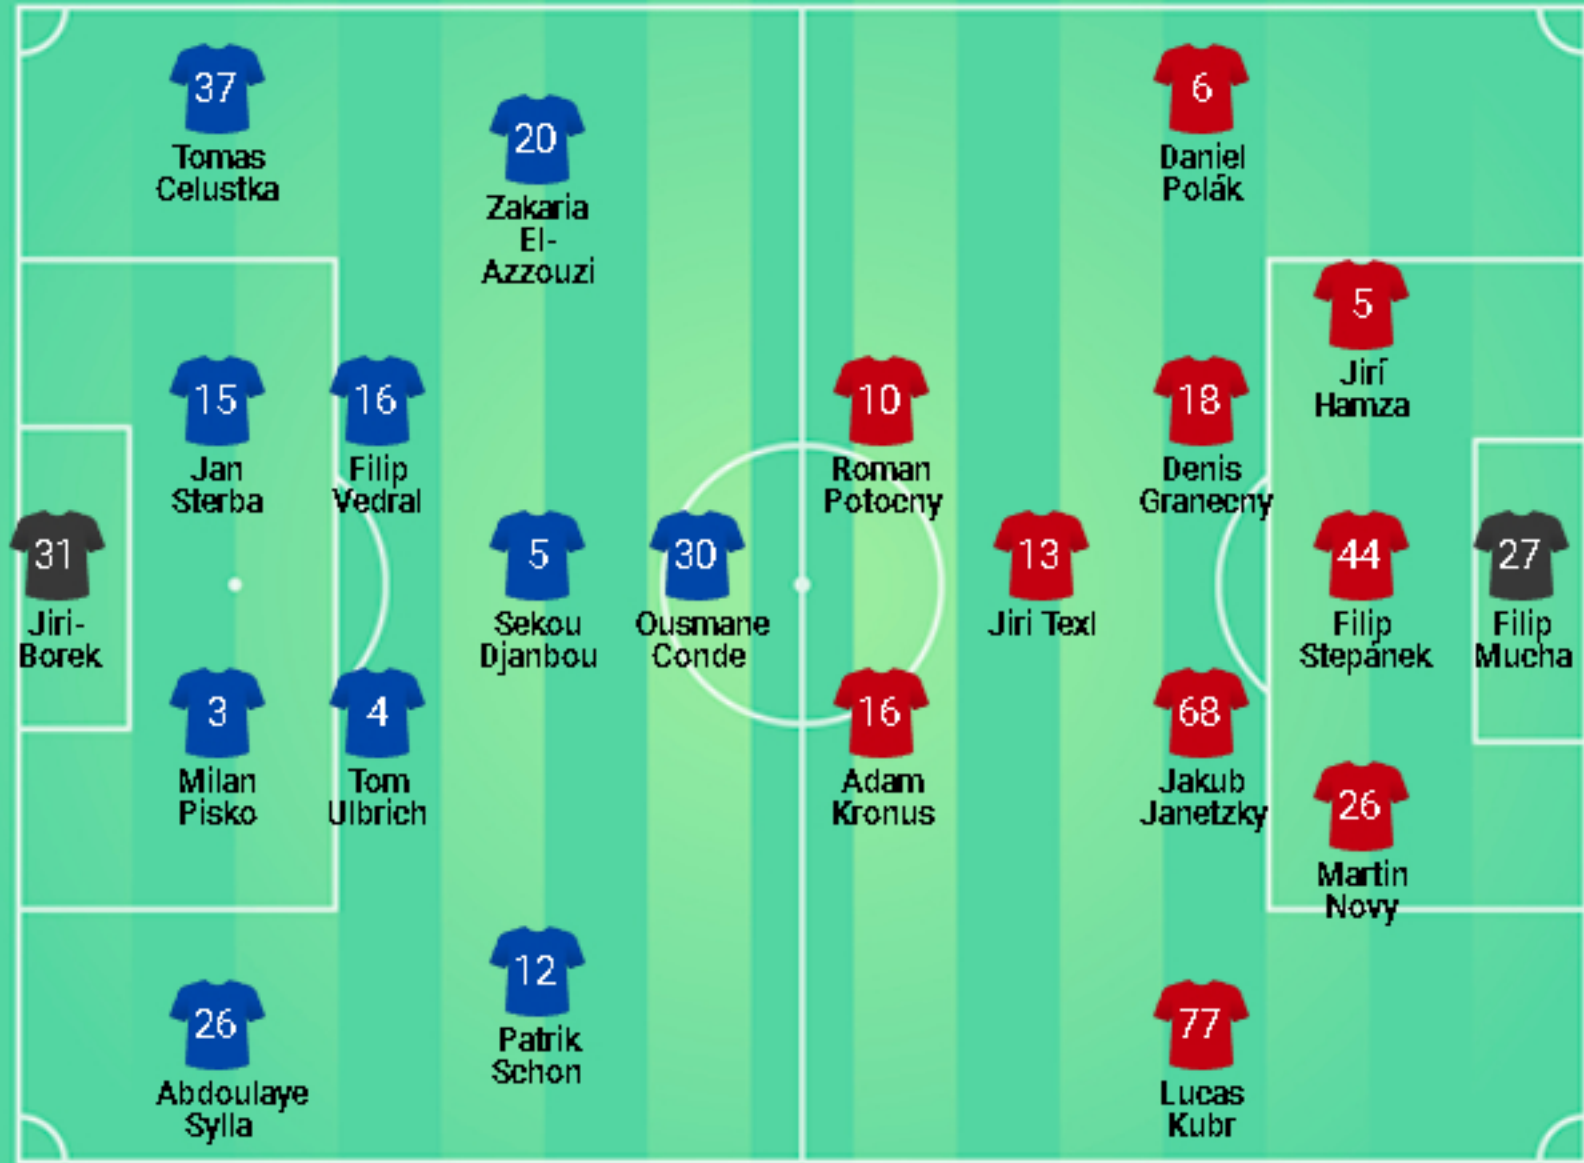 37
Tomas
Celustka
20
Zakaria
El-
Azzouzi
6
Daniel
Polák
5
Jirí
Hamza
15
Jan
Sterba
16
Filip
Vedral
10
Roman
Potocny
18
Denis
Granecny
31
Jiri-
Borek
5
Sekou
Djanbou
30
Ousmane
Conde
13
Jiri Texl
44
Filip
Stepánek
27
Filip
Mucha
3
Milan
Pisko
4
Tom
Ulbrich
16
Adam
Kronus
68
Jakub
Janetzky
26
Martin
Novy
12
Patrik
Schon
26
Abdoulaye
Sylla
77
Lucas
Kubr